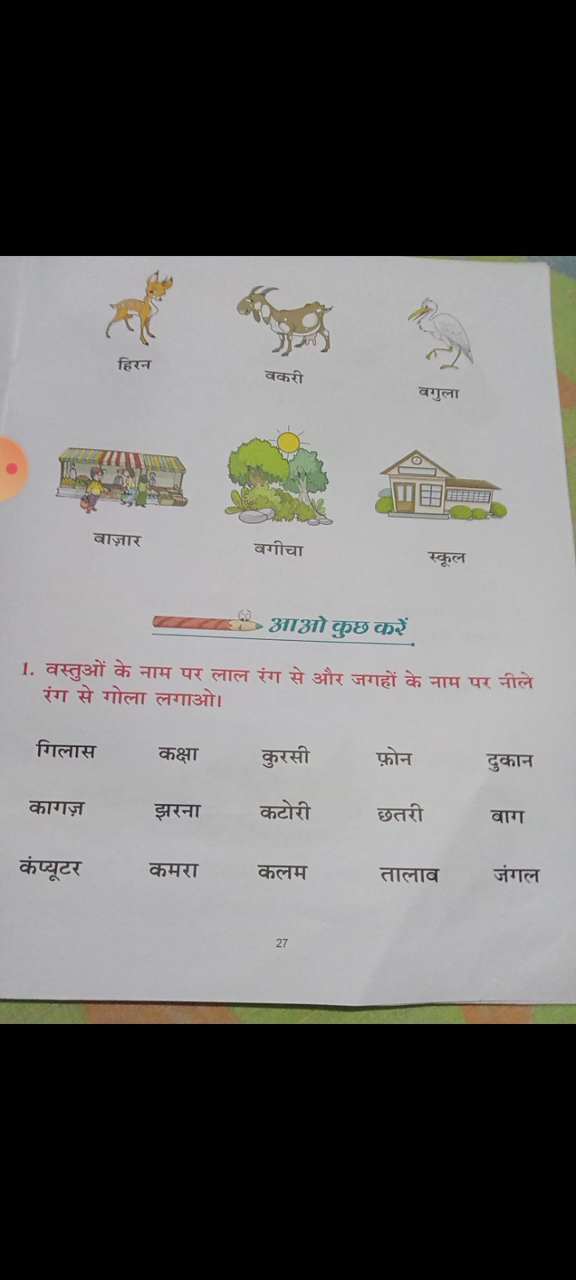 हिरन
बकरी
बगुला
बाज़ार
बगीचा
स्कूल
आओ कुछ करें
1. वस्तुओं के नाम पर लाल रंग से और जगहों के नाम पर नीले
रंग से गोला लगाओ।
गिलास कक्षा कुरसी फ़ोन दुकान
कागज़ झरना कटोरी छतरी बाग
कंप्यूटर कमरा कलम तालाब जंगल
27